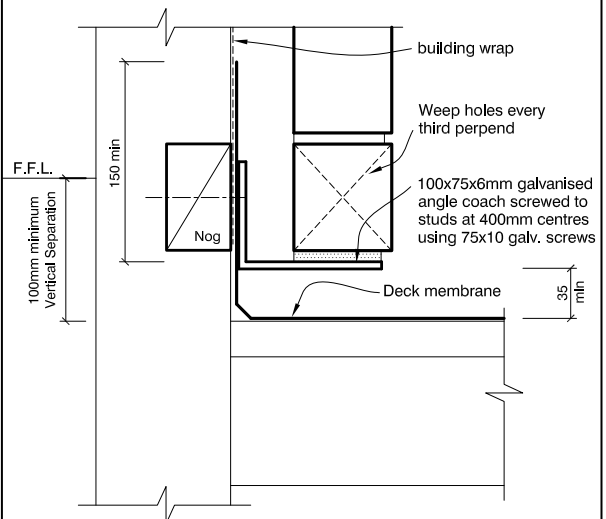 building wrap
Weep holes every
third perpend
F.F.L.
150 min
100x75x6mm galvanised
angle coach screwed to
studs at 400mm centres
using 75x10 galv. screws
Nog
100mm minimum
Vertical Separation
Deck membrane
35
min